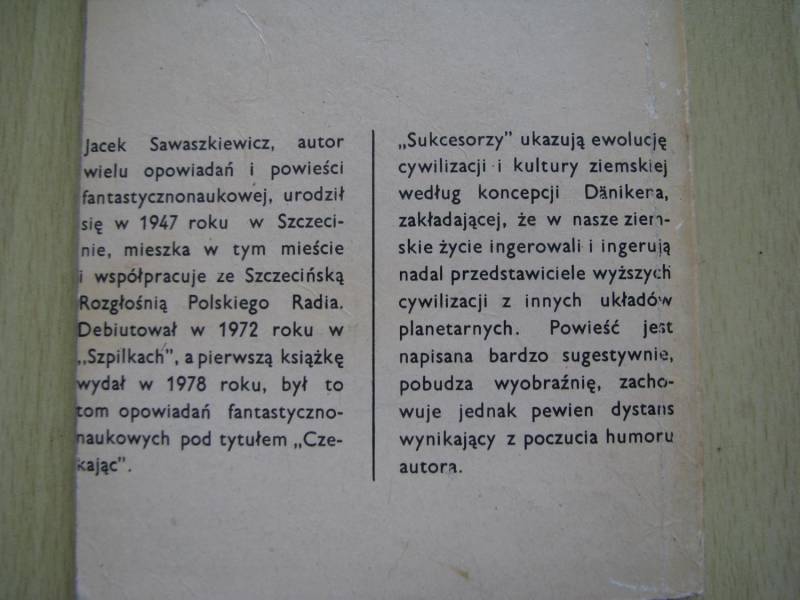 Jacek Sawaszkiewicz, autor
wielu opowiadań i powieści
fantastycznonaukowej, urodził
się w 1947 roku w Szczeci-
nie, mieszka w tym mieście
i współpracuje ze Szczecińską
Rozgłośnią Polskiego Radia.
Debiutował w 1972 roku w
„Szpilkach”, a pierwszą książkę
wydał w 1978 roku, był to
tom opowiadań fantastyczno-
naukowych pod tytułem „Cze-
kając”.
„Sukcesorzy” ukazują ewolucję
cywilizacji i kultury ziemskiej
według koncepcji Dänikena,
zakładającej, że w nasze ziem-
skie życie ingerowali i ingerują
nadal przedstawiciele wyższych
cywilizacji z innych układów
planetarnych. Powieść jest
napisana bardzo sugestywnie,
pobudza wyobraźnię, zacho-
wuje jednak pewien dystans
wynikający z poczucia humoru
autora.